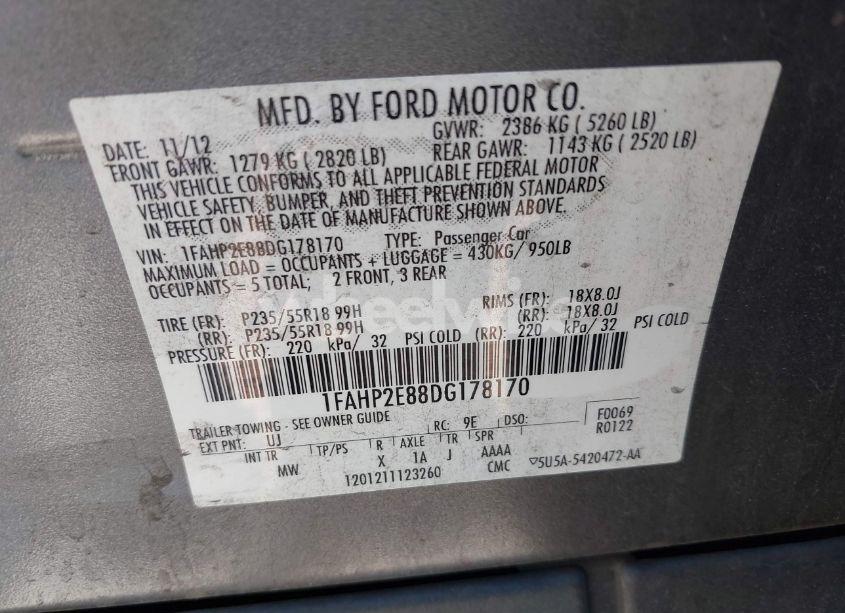 MFD. BY FORD MOTOR CO.
DATE: 11/12 GVWR: 2386 KG ( 5260 LB)
FRONT GAWR: 1279 KG ( 2820 LB) REAR GAWR: 1143 KG ( 2520 LB)
THIS VEHICLE CONFORMS TO ALL APPLICABLE FEDERAL MOTOR
VEHICLE SAFETY, BUMPER, AND THEFT PREVENTION STANDARDS
IN EFFECT ON THE DATE OF MANUFACTURE SHOWN ABOVE.
VIN: 1FAHP2E88DG178170 TYPE: Passenger Car
MAXIMUM LOAD = OCCUPANTS + LUGGAGE = 430KG/ 950LB
OCCUPANTS = 5 TOTAL; 2 FRONT, 3 REAR
TIRE (FR): P235/55R18 99H RIMS (FR): 18X8.0J
(RR): P235/55R18 99H (RR): 18X8.0J
PRESSURE (FR): 220 kPa/ 32 PSI COLD (RR): 220 kPa/ 32 PSI COLD
1FAHP2E88DG178170
TRAILER TOWING - SEE OWNER GUIDE
EXT PNT: UJ RC: 9E DSO: F0069
R0122
INT TR TP/PS R AXLE TR SPR
MW X 1A J AAAA
1201211123260 CMC ▽5U5A-5420472-AA